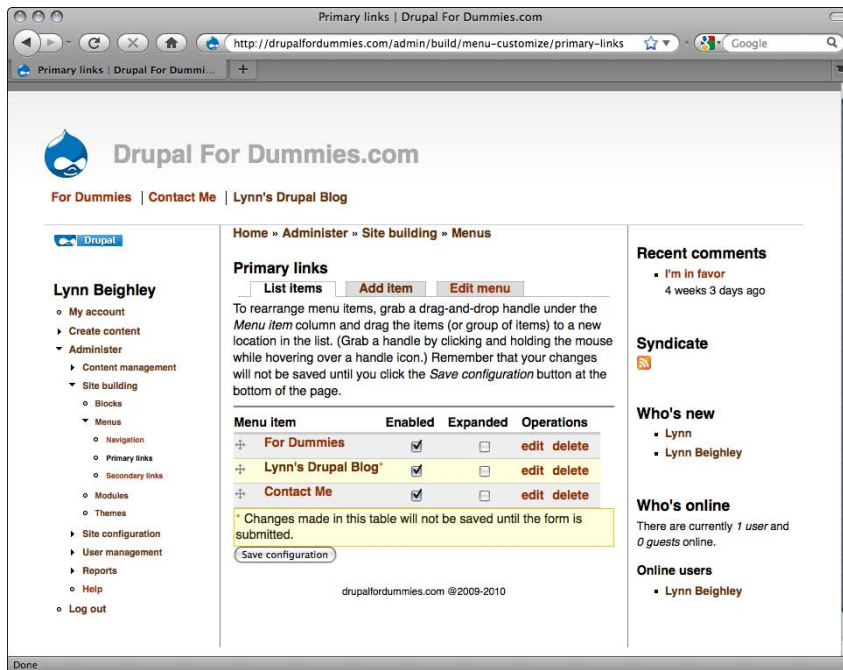 Primary links | Drupal For Dummies.com
http://drupalfordummies.com/admin/build/menu-customize/primary-links
Google
Primary links | Drupal For Dummi...
Drupal For Dummies.com
For Dummies | Contact Me | Lynn's Drupal Blog
Drupal
Lynn Beighley
My account
Create content
Administer
Content management
Site building
Blocks
Menus
Navigation
Primary links
Secondary links
Modules
Themes
Site configuration
User management
Reports
Help
Log out
Home » Administer » Site building » Menus
Primary links
List items Add item Edit menu
To rearrange menu items, grab a drag-and-drop handle under the
Menu item column and drag the items (or group of items) to a new
location in the list. (Grab a handle by clicking and holding the mouse
while hovering over a handle icon.) Remember that your changes
will not be saved until you click the Save configuration button at the
bottom of the page.
Menu item Enabled Expanded Operations
For Dummies edit delete
Lynn's Drupal Blog* edit delete
Contact Me edit delete
* Changes made in this table will not be saved until the form is
submitted.
Save configuration
drupalfordummies.com @2009-2010
Recent comments
I'm in favor
4 weeks 3 days ago
Syndicate
Who's new
Lynn
Lynn Beighley
Who's online
There are currently 1 user and
0 guests online.
Online users
Lynn Beighley
Done